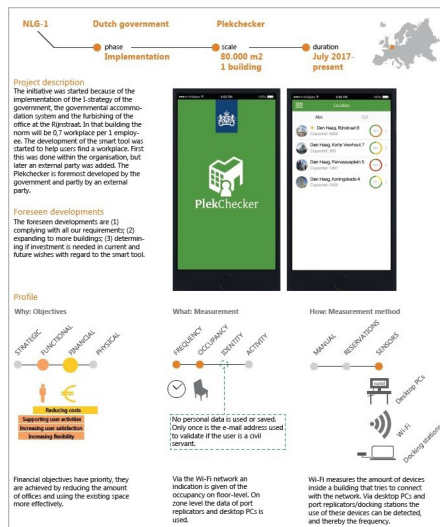 NLG-1
Dutch government
Plekchecker
phase
Implementation
scale
80.000 m2
1 building
duration
July 2017-
present
Project description
The initiative was started because of the
implementation of the I-strategy of the
government, the governmental accommo-
dation system and the furbishing of the
office at the Rijnstraat. In that building the
norm will be 0,7 workplace per 1 employ-
ee. The development of the smart tool was
started to help users find a workplace. First
this was done within the organisation, but
later an external party was added. The
Plekchecker is foremost developed by the
government and partly by an external
party.
Foreseen developments
The foreseen developments are (1)
complying with all our requirements; (2)
expanding to more buildings; (3) determin-
ing if investment is needed in current and
future wishes with regard to the smart tool.
PlekChecker
Locaties
Abc
Den Haag, Rijnstraat 8
Den Haag, Korte Voorhout 7
Den Haag, Parnassusplein 5
Den Haag, Koningskade 4
Profile
Why: Objectives
What: Measurement
How: Measurement method
STRATEGIC
FUNCTIONAL
FINANCIAL
PHYSICAL
FREQUENCY
OCCUPANCY
IDENTITY
ACTIVITY
MANUAL
RESERVATIONS
SENSORS
Reducing costs
Supporting user activities
Increasing user satisfaction
Increasing flexibility
No personal data is used or saved.
Only once is the e-mail address used
to validate if the user is a civil
servant.
Desktop PCs
Wi-Fi
Docking stations
Financial objectives have priority, they
are achieved by reducing the amount
of offices and using the existing space
more effectively.
Via the Wi-Fi network an
indication is given of the
occupancy on floor-level. On
zone level the data of port
replicators and desktop PCs is
used.
Wi-Fi measures the amount of devices
inside a building that tries to connect
with the network. Via desktop PCs and
port replicators/docking stations the
use of these devices can be detected,
and thereby the frequency.